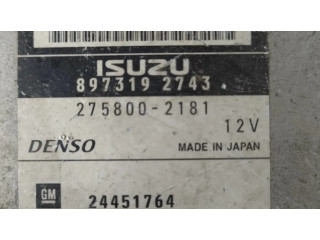 ISUZU
897319 2743
275800-2181
12V
DENSO
MADE IN JAPAN
GM
24451764